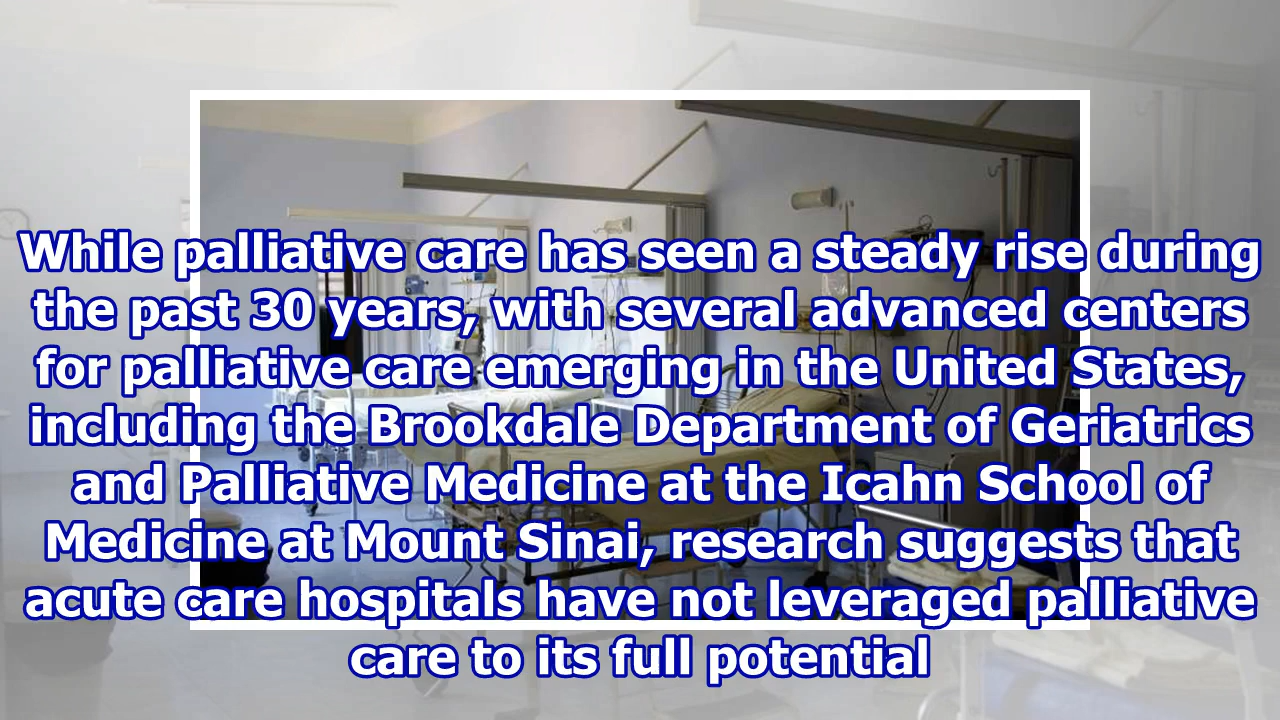 While palliative care has seen a steady rise during
the past 30 years, with several advanced centers
for palliative care emerging in the United States,
including the Brookdale Department of Geriatrics
and Palliative Medicine at the Icahn School of
Medicine at Mount Sinai, research suggests that
acute care hospitals have not leveraged palliative
care to its full potential